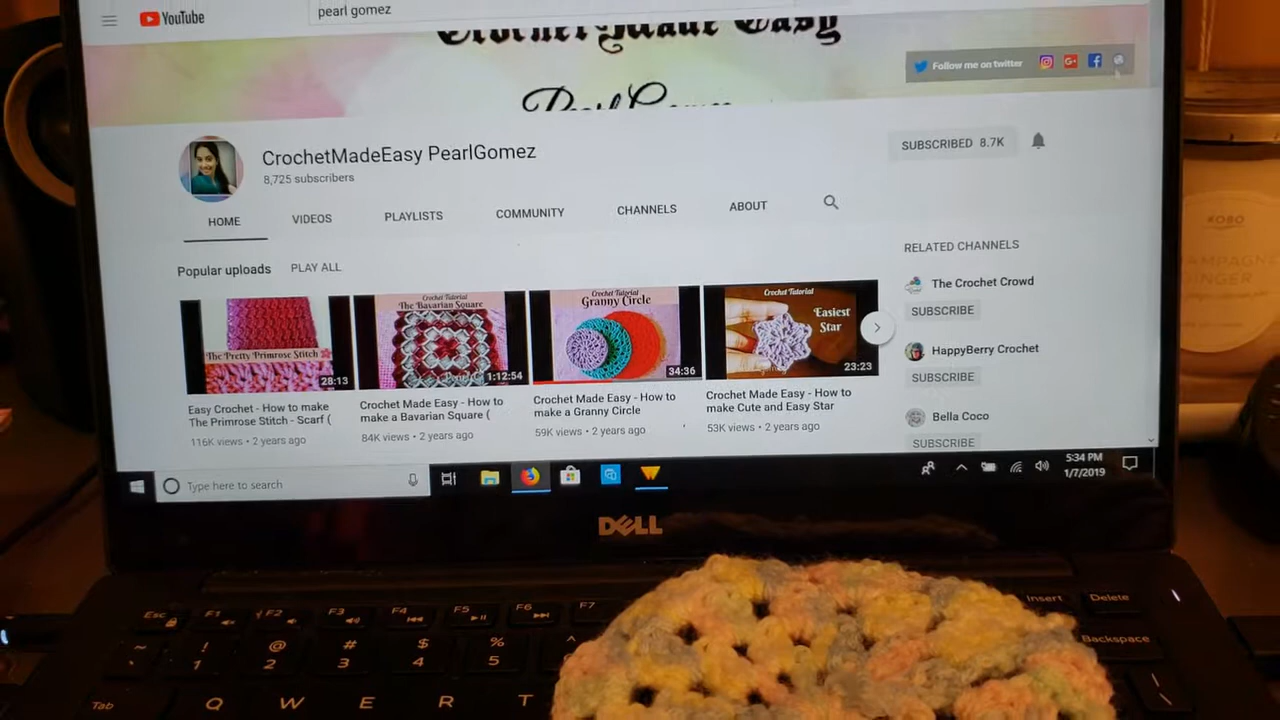 YouTube
pearl gomez
Crochet Made Easy
Follow me on twitter
CrochetMadeEasy PearlGomez
8,725 subscribers
SUBSCRIBED 8.7K
HOME
VIDEOS
PLAYLISTS
COMMUNITY
CHANNELS
ABOUT
Popular uploads
PLAY ALL
RELATED CHANNELS
The Crochet Crowd
SUBSCRIBE
HappyBerry Crochet
SUBSCRIBE
Bella Coco
SUBSCRIBE
The Pretty Primrose Stitch
28:13
Crochet Tutorial
The Bavarian Square
1:12:54
Crochet Tutorial
Granny Circle
34:36
Crochet Tutorial
Easiest
Star
23:23
Easy Crochet - How to make
The Primrose Stitch - Scarf (
116K views • 2 years ago
Crochet Made Easy - How to
make a Bavarian Square (
84K views • 2 years ago
Crochet Made Easy - How to
make a Granny Circle
59K views • 2 years ago
Crochet Made Easy - How to
make Cute and Easy Star
53K views • 2 years ago
Type here to search
5:34 PM
1/7/2019
DELL
Esc
F1
F2
F3
F4
F5
F6
F7
Insert
Delete
~
! 1
@ 2
# 3
$ 4
% 5
^
Backspace
Tab
Q
W
E
R
T